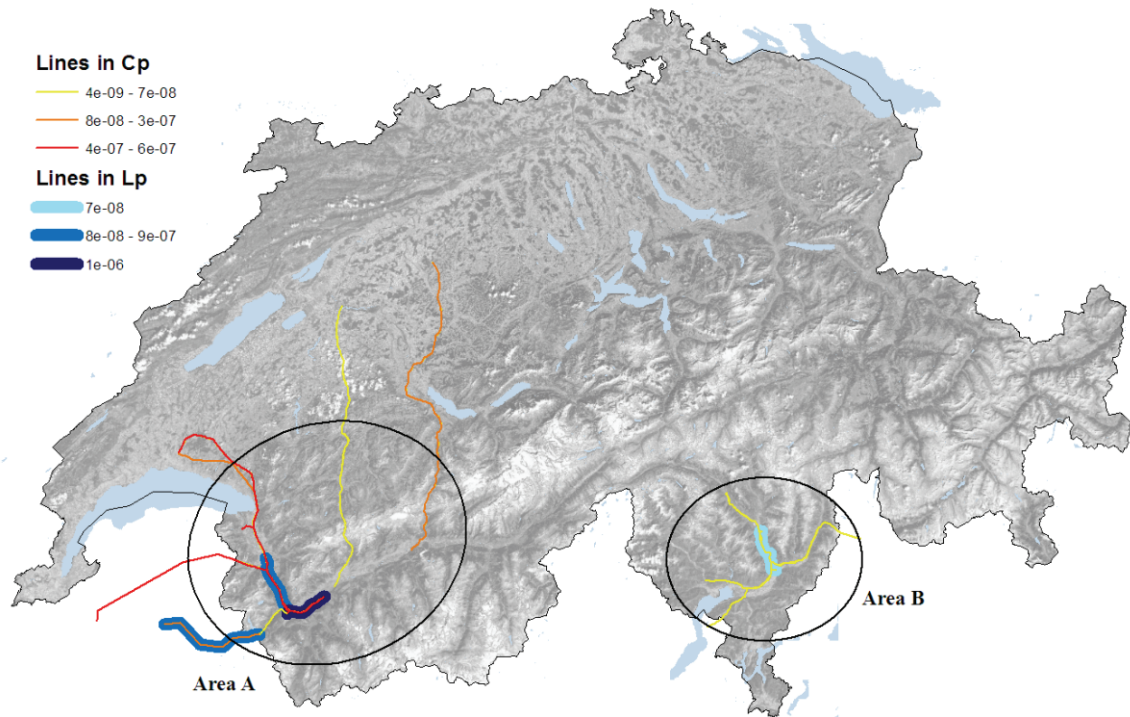 Lines in Cp
4e-09 - 7e-08
8e-08 - 3e-07
4e-07 - 6e-07
Lines in Lp
7e-08
8e-08 - 9e-07
1e-06
Area B
Area A